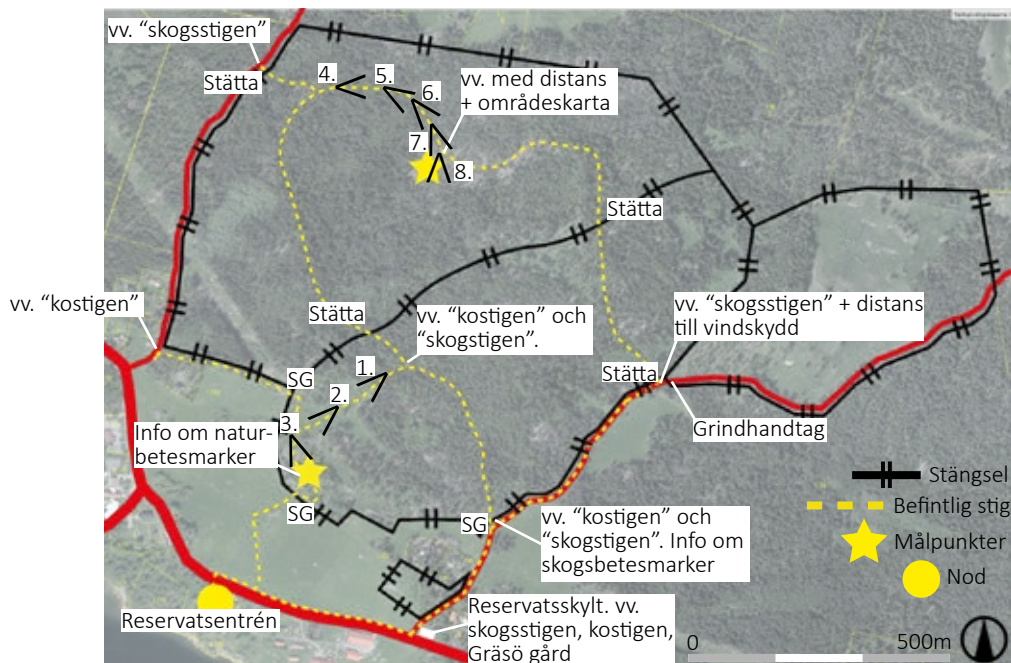 vv. “skogsstigen”
Stätta
4.
5.
6.
vv. med distans
+ områdeskarta
7.
8.
Stätta
vv. “kostigen”
Stätta
vv. “kostigen” och
“skogstigen”.
vv. “skogsstigen” + distans
till vindskydd
1.
SG
2.
Stätta
Grindhandtag
3.
Info om natur-
betesmarker
SG
SG
vv. “kostigen” och
“skogstigen”. Info om
skogsbetesmarker
Reservatsentrén
Reservatsskylt. vv.
skogsstigen, kostigen,
Gräsö gård
Stängsel
Befintlig stig
Målpunkter
Nod
0
500m